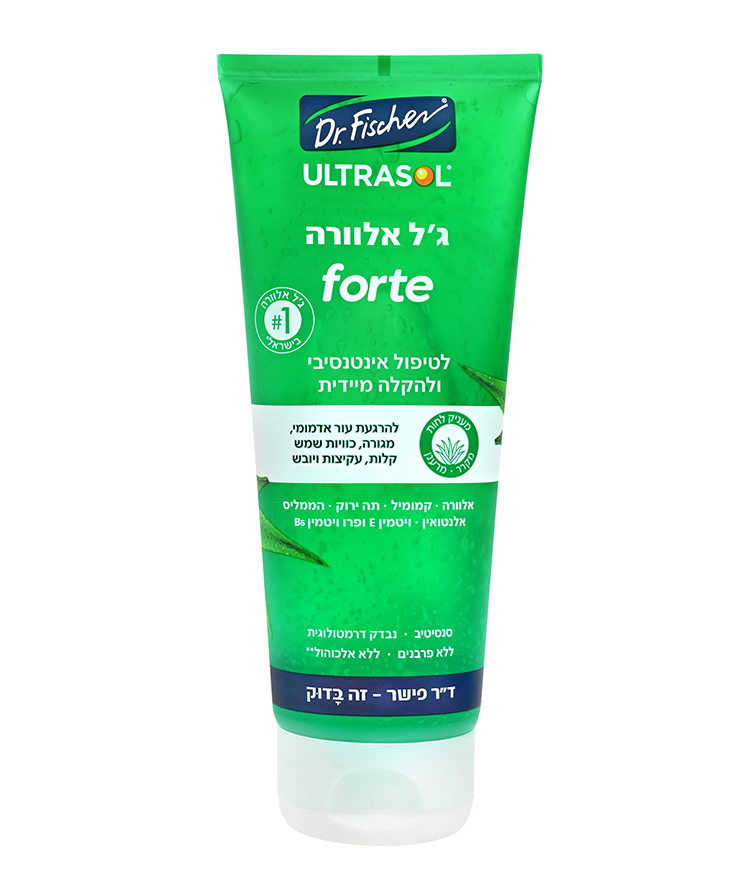 Dr. Fischer®
ULTRASOL®
ג'ל אלוורה
forte
ג'ל אלוורה
#1
בישראל*
לטיפול אינטנסיבי
ולהקלה מיידית
להרגעת עור אדמומי,
מגורה, כוויות שמש
קלות, עקיצות ויובש
מעניק לחות
מקרר · מרענן
אלוורה · קמומיל · תה ירוק · הממליס
אלנטואין · ויטמין E ופרו ויטמין B5
סנסיטיב · נבדק דרמטולוגית
ללא פרבנים · ללא אלכוהול**
ד"ר פישר – זה בָּדוּק